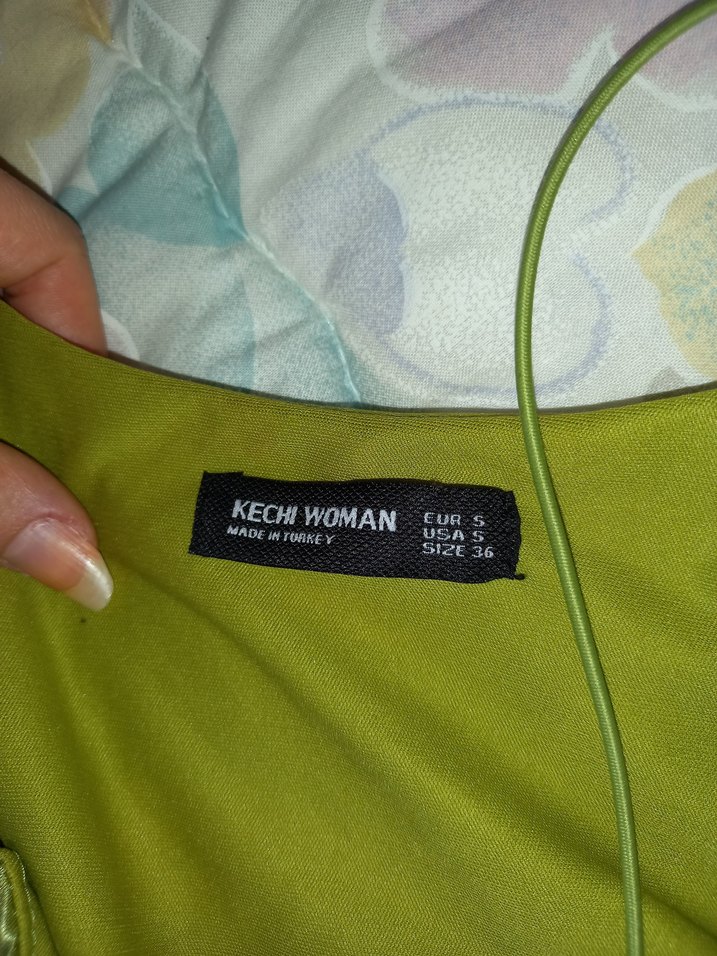 KECHI WOMAN
MADE IN TURKEY
EUR S
USA S
SIZE 36